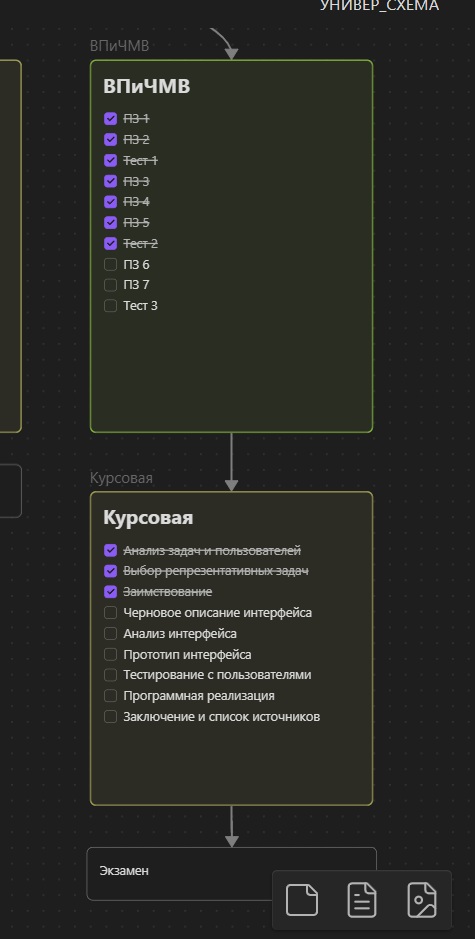 УНИВЕР_СХЕМА
ВПиЧМВ
ВПиЧМВ
ПЗ 1
ПЗ 2
Тест 1
ПЗ 3
ПЗ 4
ПЗ 5
Тест 2
ПЗ 6
ПЗ 7
Тест 3
Курсовая
Курсовая
Анализ задач и пользователей
Выбор репрезентативных задач
Заимствование
Черновое описание интерфейса
Анализ интерфейса
Прототип интерфейса
Тестирование с пользователями
Программная реализация
Заключение и список источников
Экзамен